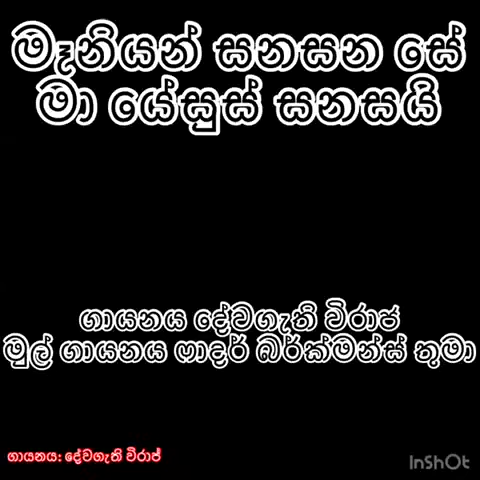 මෑනියන් සනසන සේ
මා යේසුස් සනසයි
ගායනය දේවගැති විරාජ
මුල් ගායනය ෆාදර් බර්ක්මන්ස් තුමා
ගායනය: දේවගැති විරාජ්
InShOt